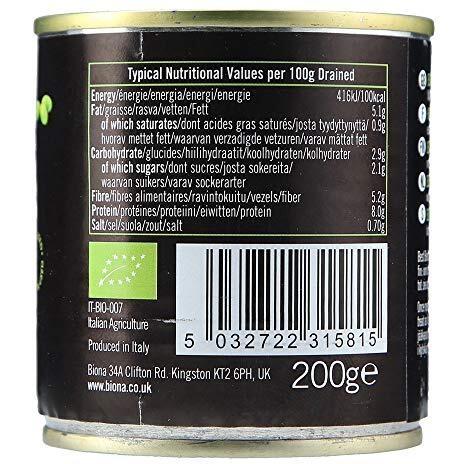 Typical Nutritional Values per 100g Drained
Energy/énergie/energia/energi/energie 416kJ/100kcal
Fat/graisse/rasva/vetten/Fett 5.1g
of which saturates/dont acides gras saturés/josta tyydyttynyttä/ 0.9g
hvorav mettet fett/waarvan verzadigde vetzuren/varav mättat fett
Carbohydrate/glucides/hiilihydraatit/koolhydraten/kolhydrater 2.9g
of which sugars/dont sucres/josta sokereita/ 2.1g
waarvan suikers/varav sockerarter
Fibre/fibres alimentaires/ravintokuitu/vezels/fiber 5.2g
Protein/protéines/proteiini/eiwitten/protein 8.0g
Salt/sel/suola/zout/salt 0.70g
IT-BIO-007
Italian Agriculture
Produced in Italy
5 032722 315815
Biona 34A Clifton Rd. Kingston KT2 6PH, UK
www.biona.co.uk
200g℮